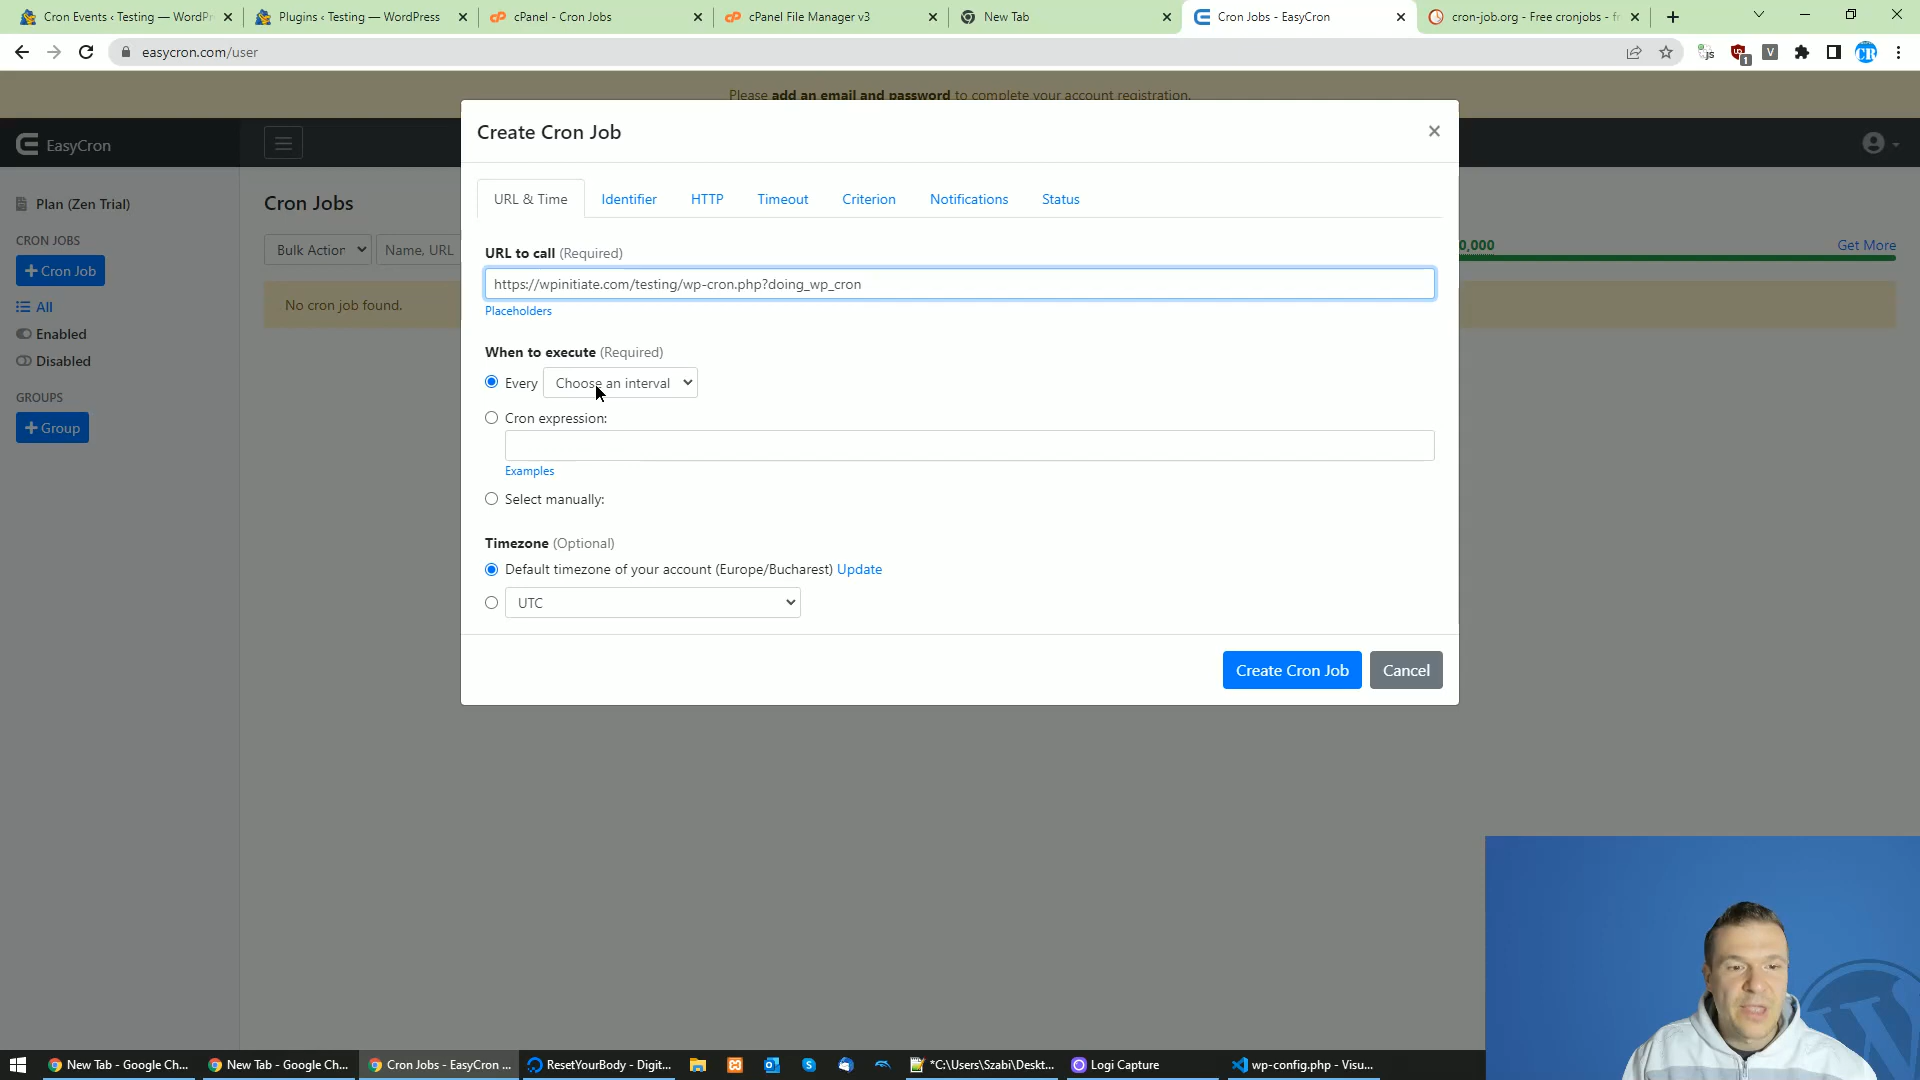 Cron Events ‹ Testing — WordPr
Plugins ‹ Testing — WordPress
cPanel - Cron Jobs
cPanel File Manager v3
New Tab
Cron Jobs - EasyCron
cron-job.org - Free cronjobs - fr
easycron.com/user
Please add an email and password to complete your account registration.
EasyCron
Create Cron Job
Plan (Zen Trial)
CRON JOBS
+ Cron Job
All
Enabled
Disabled
GROUPS
+ Group
Cron Jobs
Bulk Action
Name, URL
No cron job found.
0,000
Get More
URL & Time
Identifier
HTTP
Timeout
Criterion
Notifications
Status
URL to call (Required)
https://wpinitiate.com/testing/wp-cron.php?doing_wp_cron
Placeholders
When to execute (Required)
Every Choose an interval
Cron expression:
Examples
Select manually:
Timezone (Optional)
Default timezone of your account (Europe/Bucharest) Update
UTC
Create Cron Job
Cancel
New Tab - Google Ch...
New Tab - Google Ch...
Cron Jobs - EasyCron ...
ResetYourBody - Digit...
*C:\Users\Szabi\Deskt...
Logi Capture
wp-config.php - Visu...